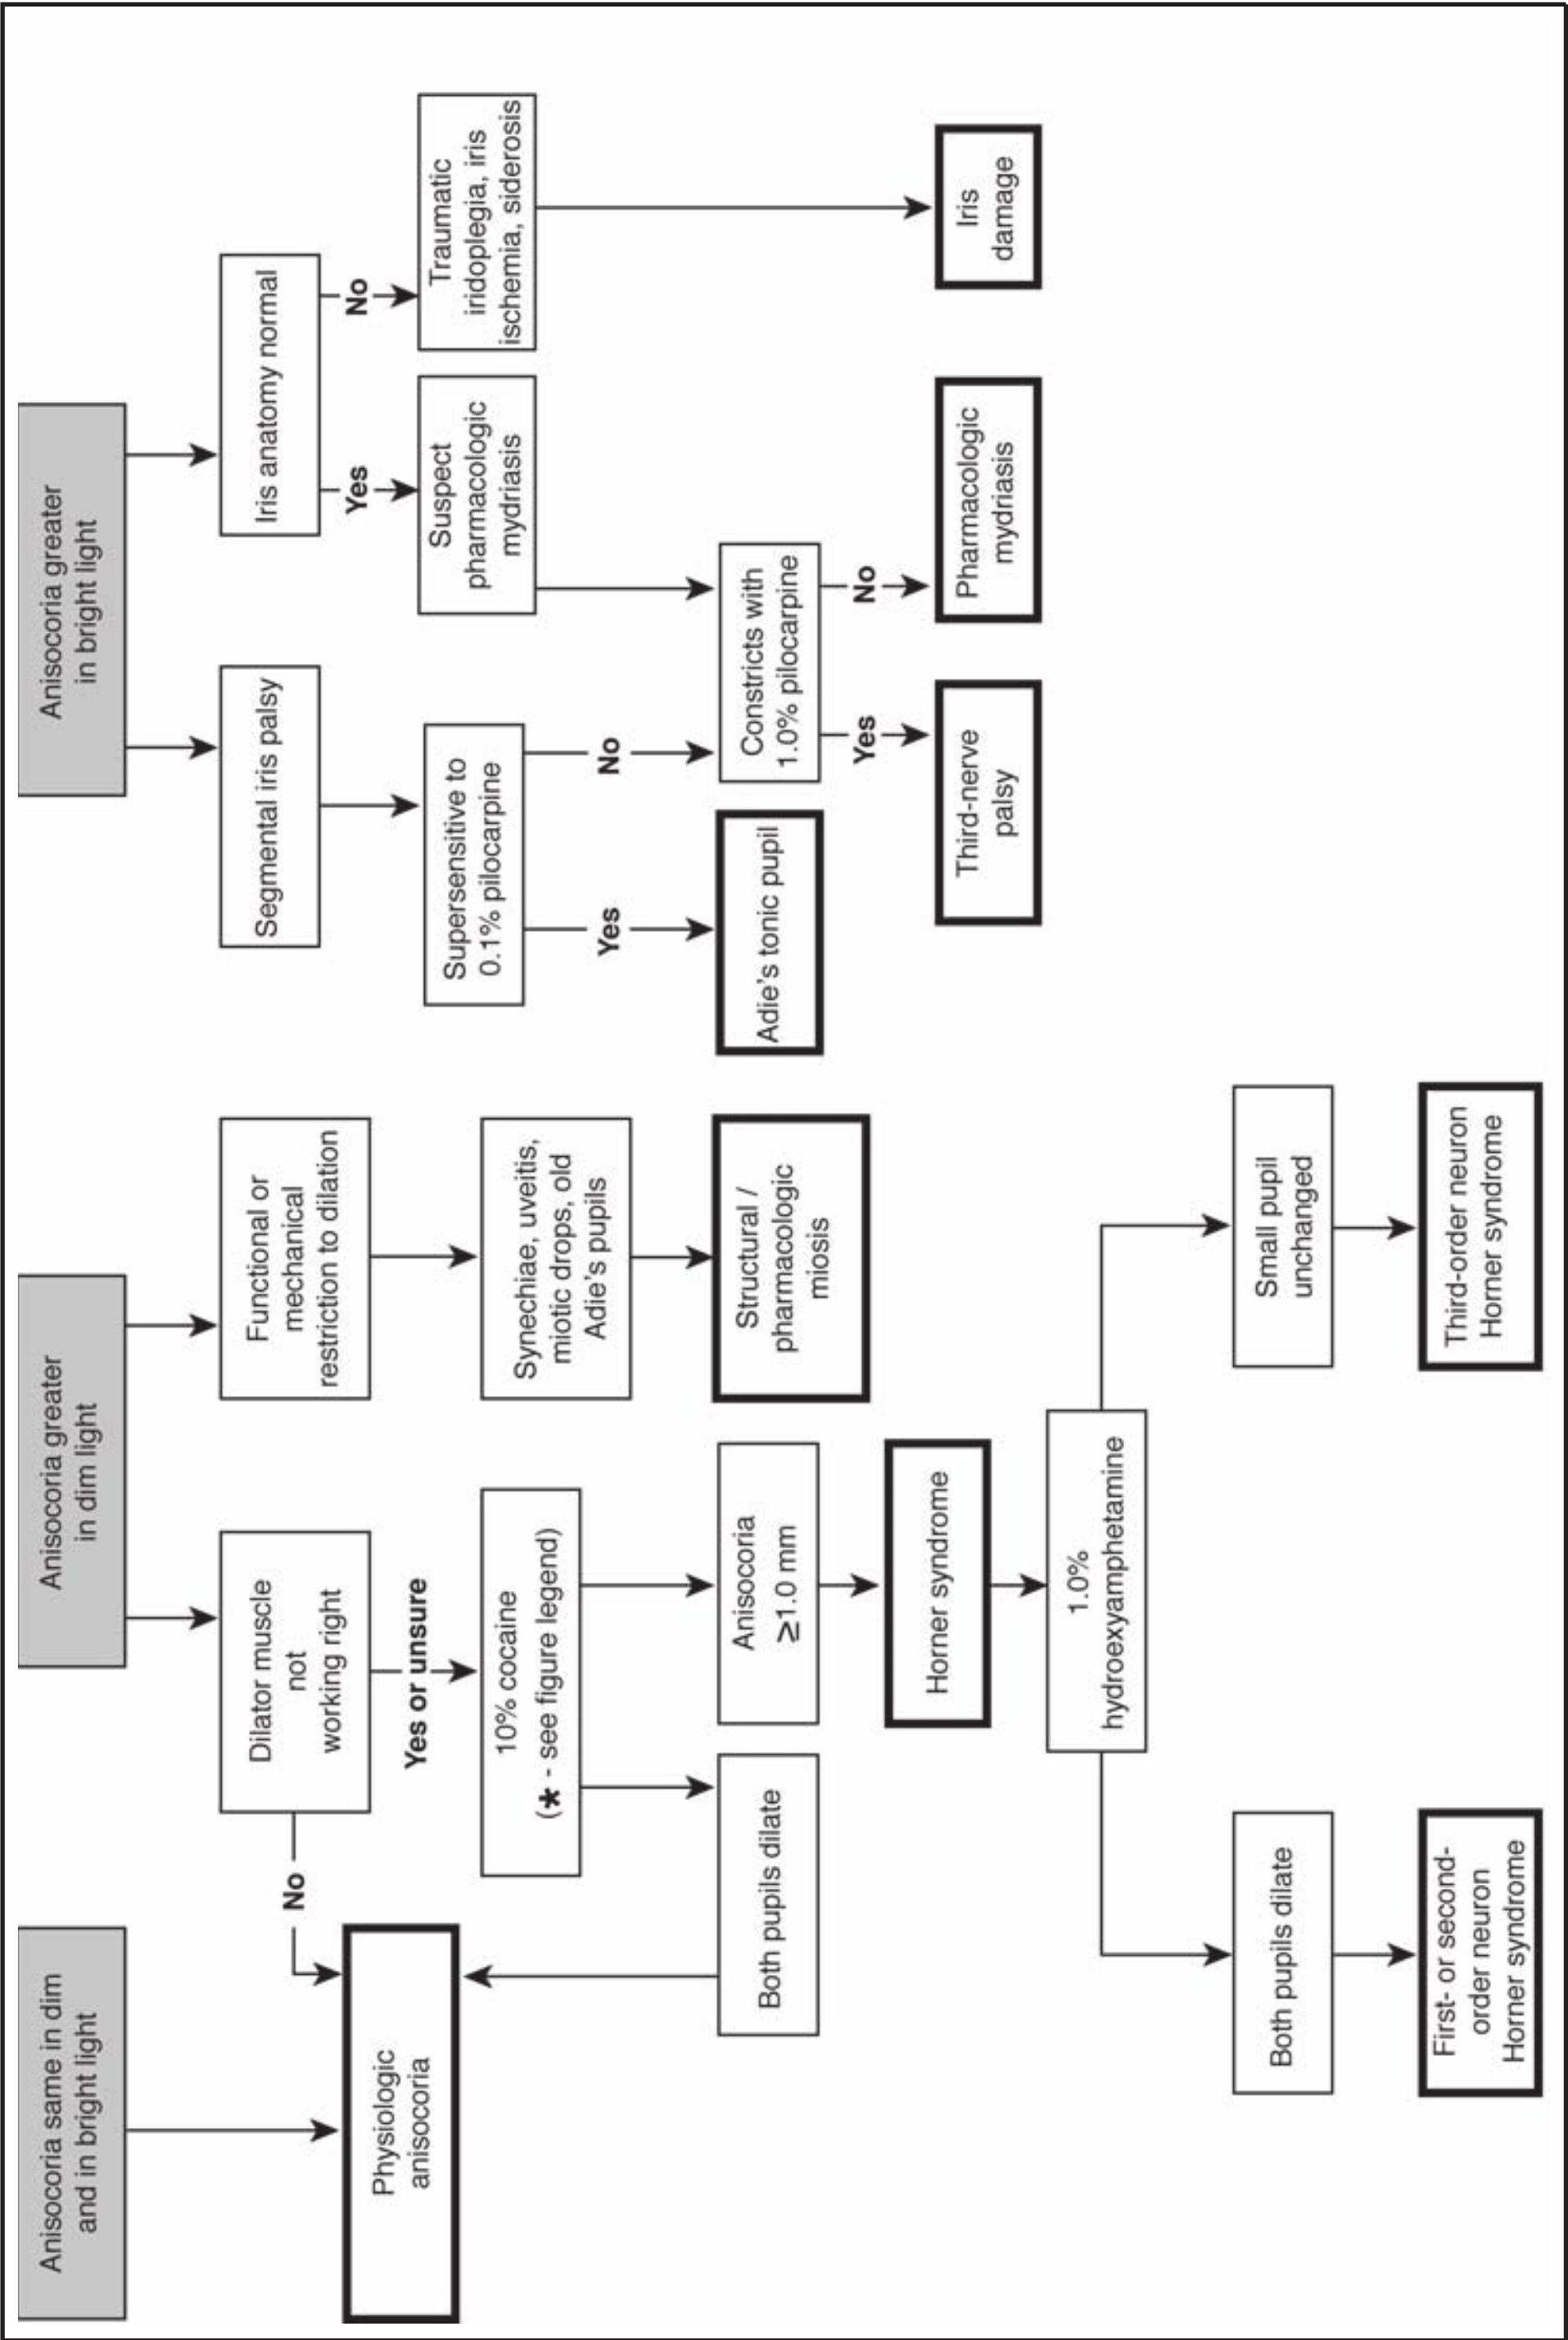 Anisocoria same in dim
and in bright light
Anisocoria greater
in dim light
Anisocoria greater
in bright light
Dilator muscle
not
working right
Functional or
mechanical
restriction to dilation
Segmental iris palsy
Iris anatomy normal
No
Yes or unsure
Yes
No
Physiologic
anisocoria
10% cocaine
(* - see figure legend)
Synechiae, uveitis,
miotic drops, old
Adie's pupils
Supersensitive to
0.1% pilocarpine
Suspect
pharmacologic
mydriasis
Traumatic
iridoplegia, iris
ischemia, siderosis
Yes
No
Both pupils dilate
Anisocoria
≥1.0 mm
Structural /
pharmacologic
miosis
Adie's tonic pupil
Constricts with
1.0% pilocarpine
Yes
No
Horner syndrome
Third-nerve
palsy
Pharmacologic
mydriasis
Iris
damage
1.0%
hydroexyamphetamine
Both pupils dilate
Small pupil
unchanged
First- or second-
order neuron
Horner syndrome
Third-order neuron
Horner syndrome